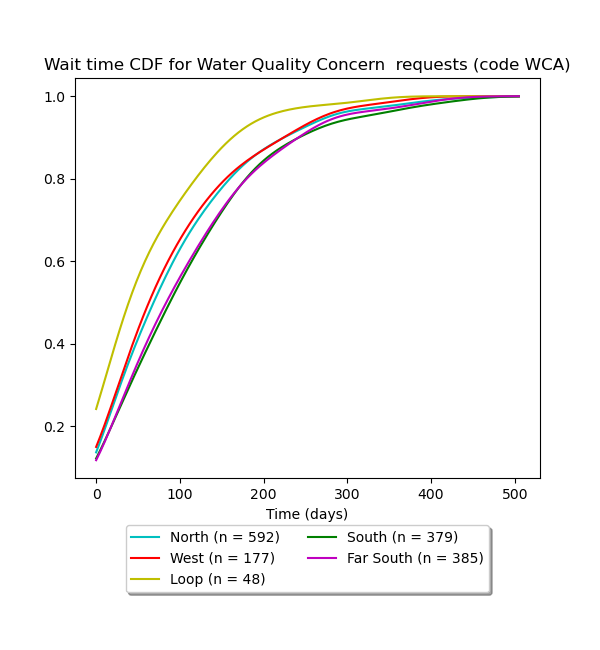 Wait time CDF for Water Quality Concern  requests (code WCA)
1.0
0.8
0.6
0.4
0.2
0 100 200 300 400 500
Time (days)
North (n = 592) South (n = 379)
West (n = 177) Far South (n = 385)
Loop (n = 48)